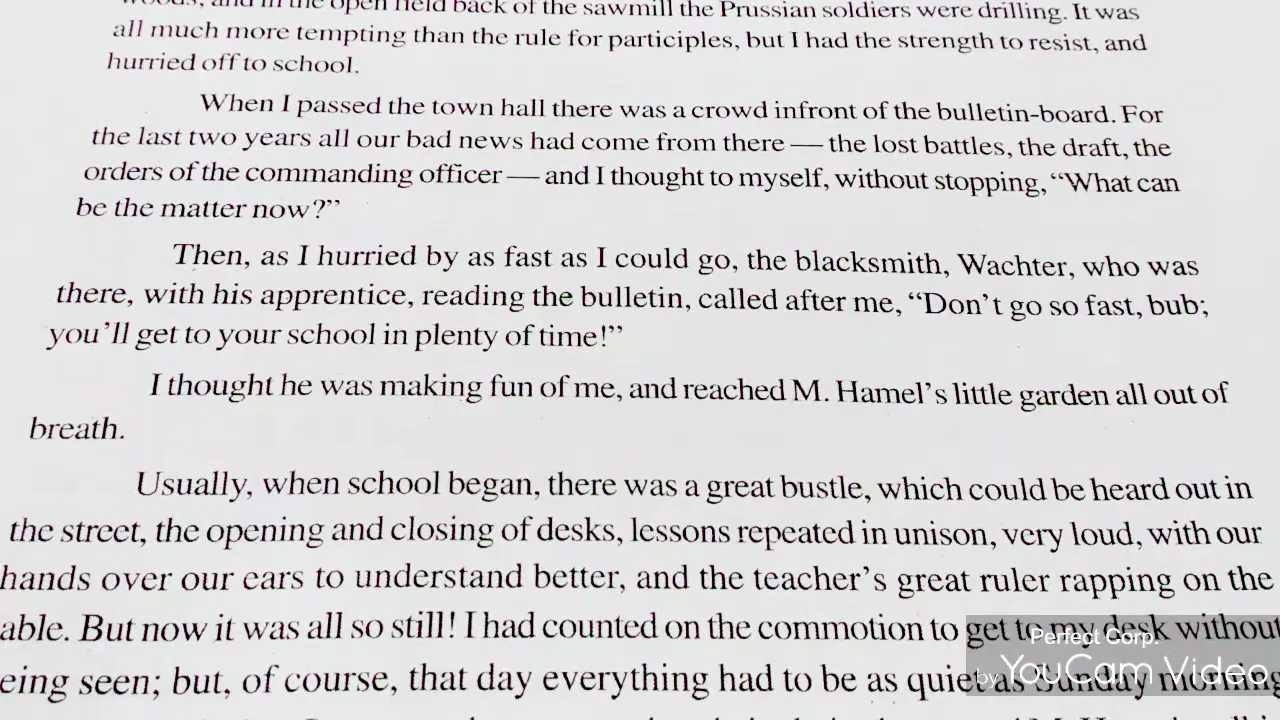 and in the open field back of the sawmill the Prussian soldiers were drilling. It was
all much more tempting than the rule for participles, but I had the strength to resist, and
hurried off to school.
When I passed the town hall there was a crowd infront of the bulletin-board. For
the last two years all our bad news had come from there — the lost battles, the draft, the
orders of the commanding officer — and I thought to myself, without stopping, “What can
be the matter now?”
Then, as I hurried by as fast as I could go, the blacksmith, Wachter, who was
there, with his apprentice, reading the bulletin, called after me, “Don’t go so fast, bub;
you’ll get to your school in plenty of time!”
I thought he was making fun of me, and reached M. Hamel’s little garden all out of
breath.
Usually, when school began, there was a great bustle, which could be heard out in
the street, the opening and closing of desks, lessons repeated in unison, very loud, with our
hands over our ears to understand better, and the teacher’s great ruler rapping on the
able. But now it was all so still! I had counted on the commotion to get to my desk without
eing seen; but, of course, that day everything had to be as quiet as Sunday morning
Perfect Corp.
by YouCam Video